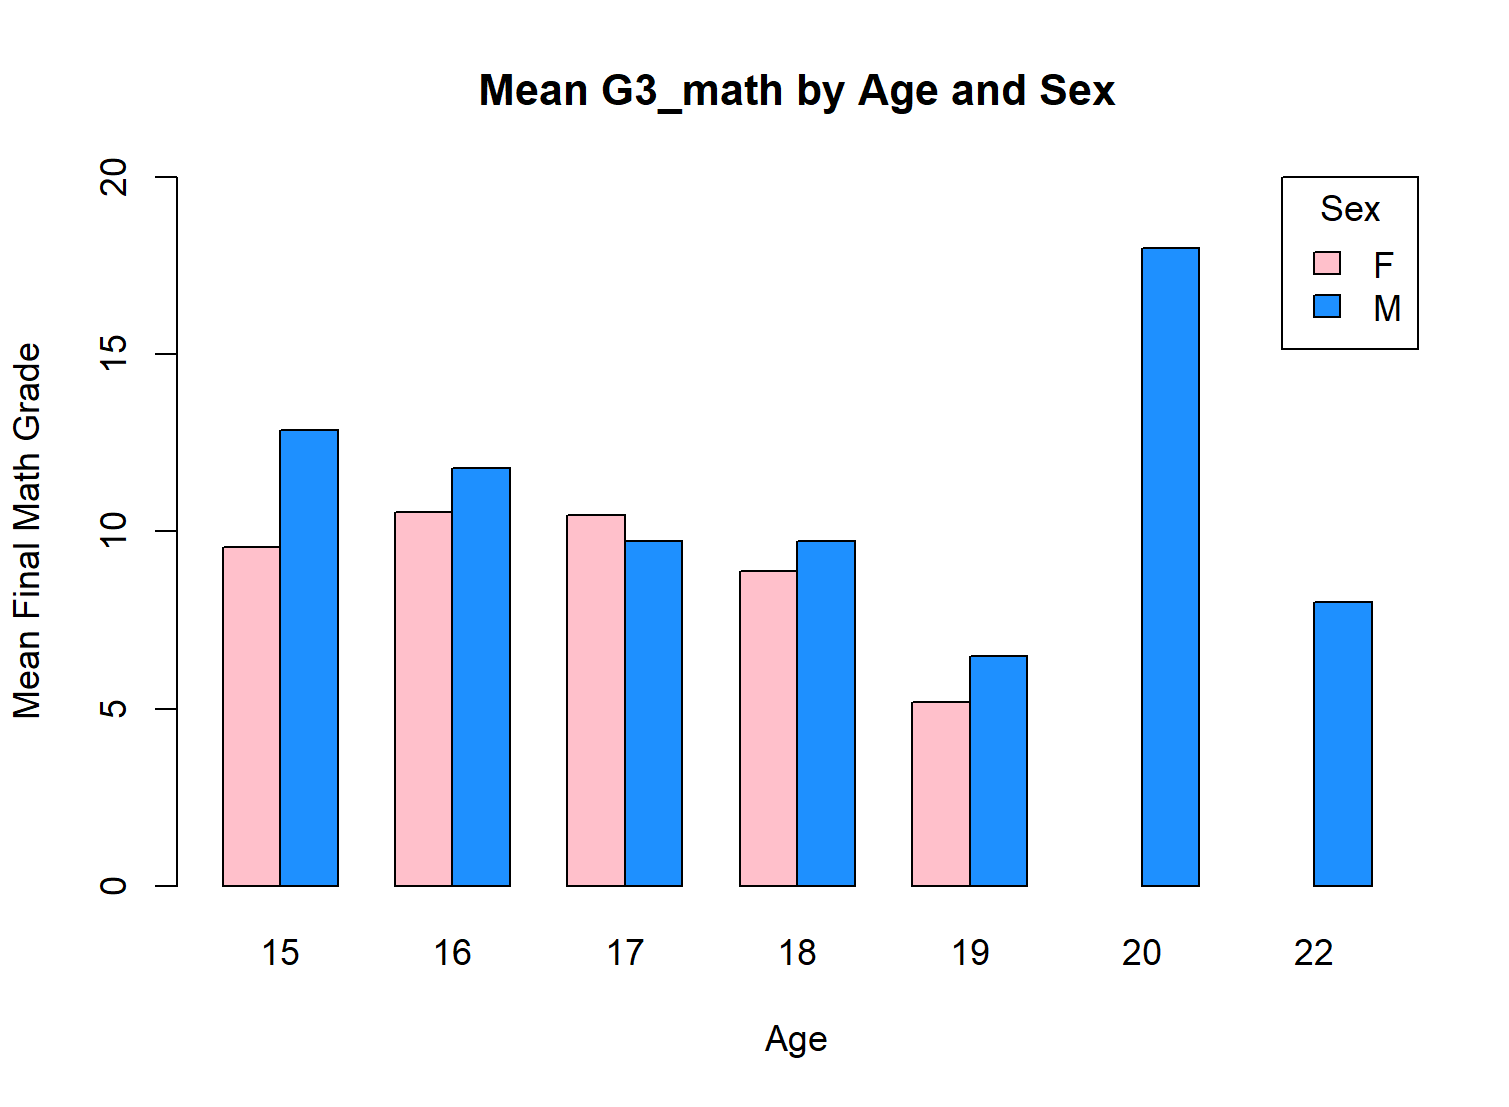 Mean G3_math by Age and Sex
Mean Final Math Grade
20
15
10
5
0
Sex
F
M
15 16 17 18 19 20 22
Age